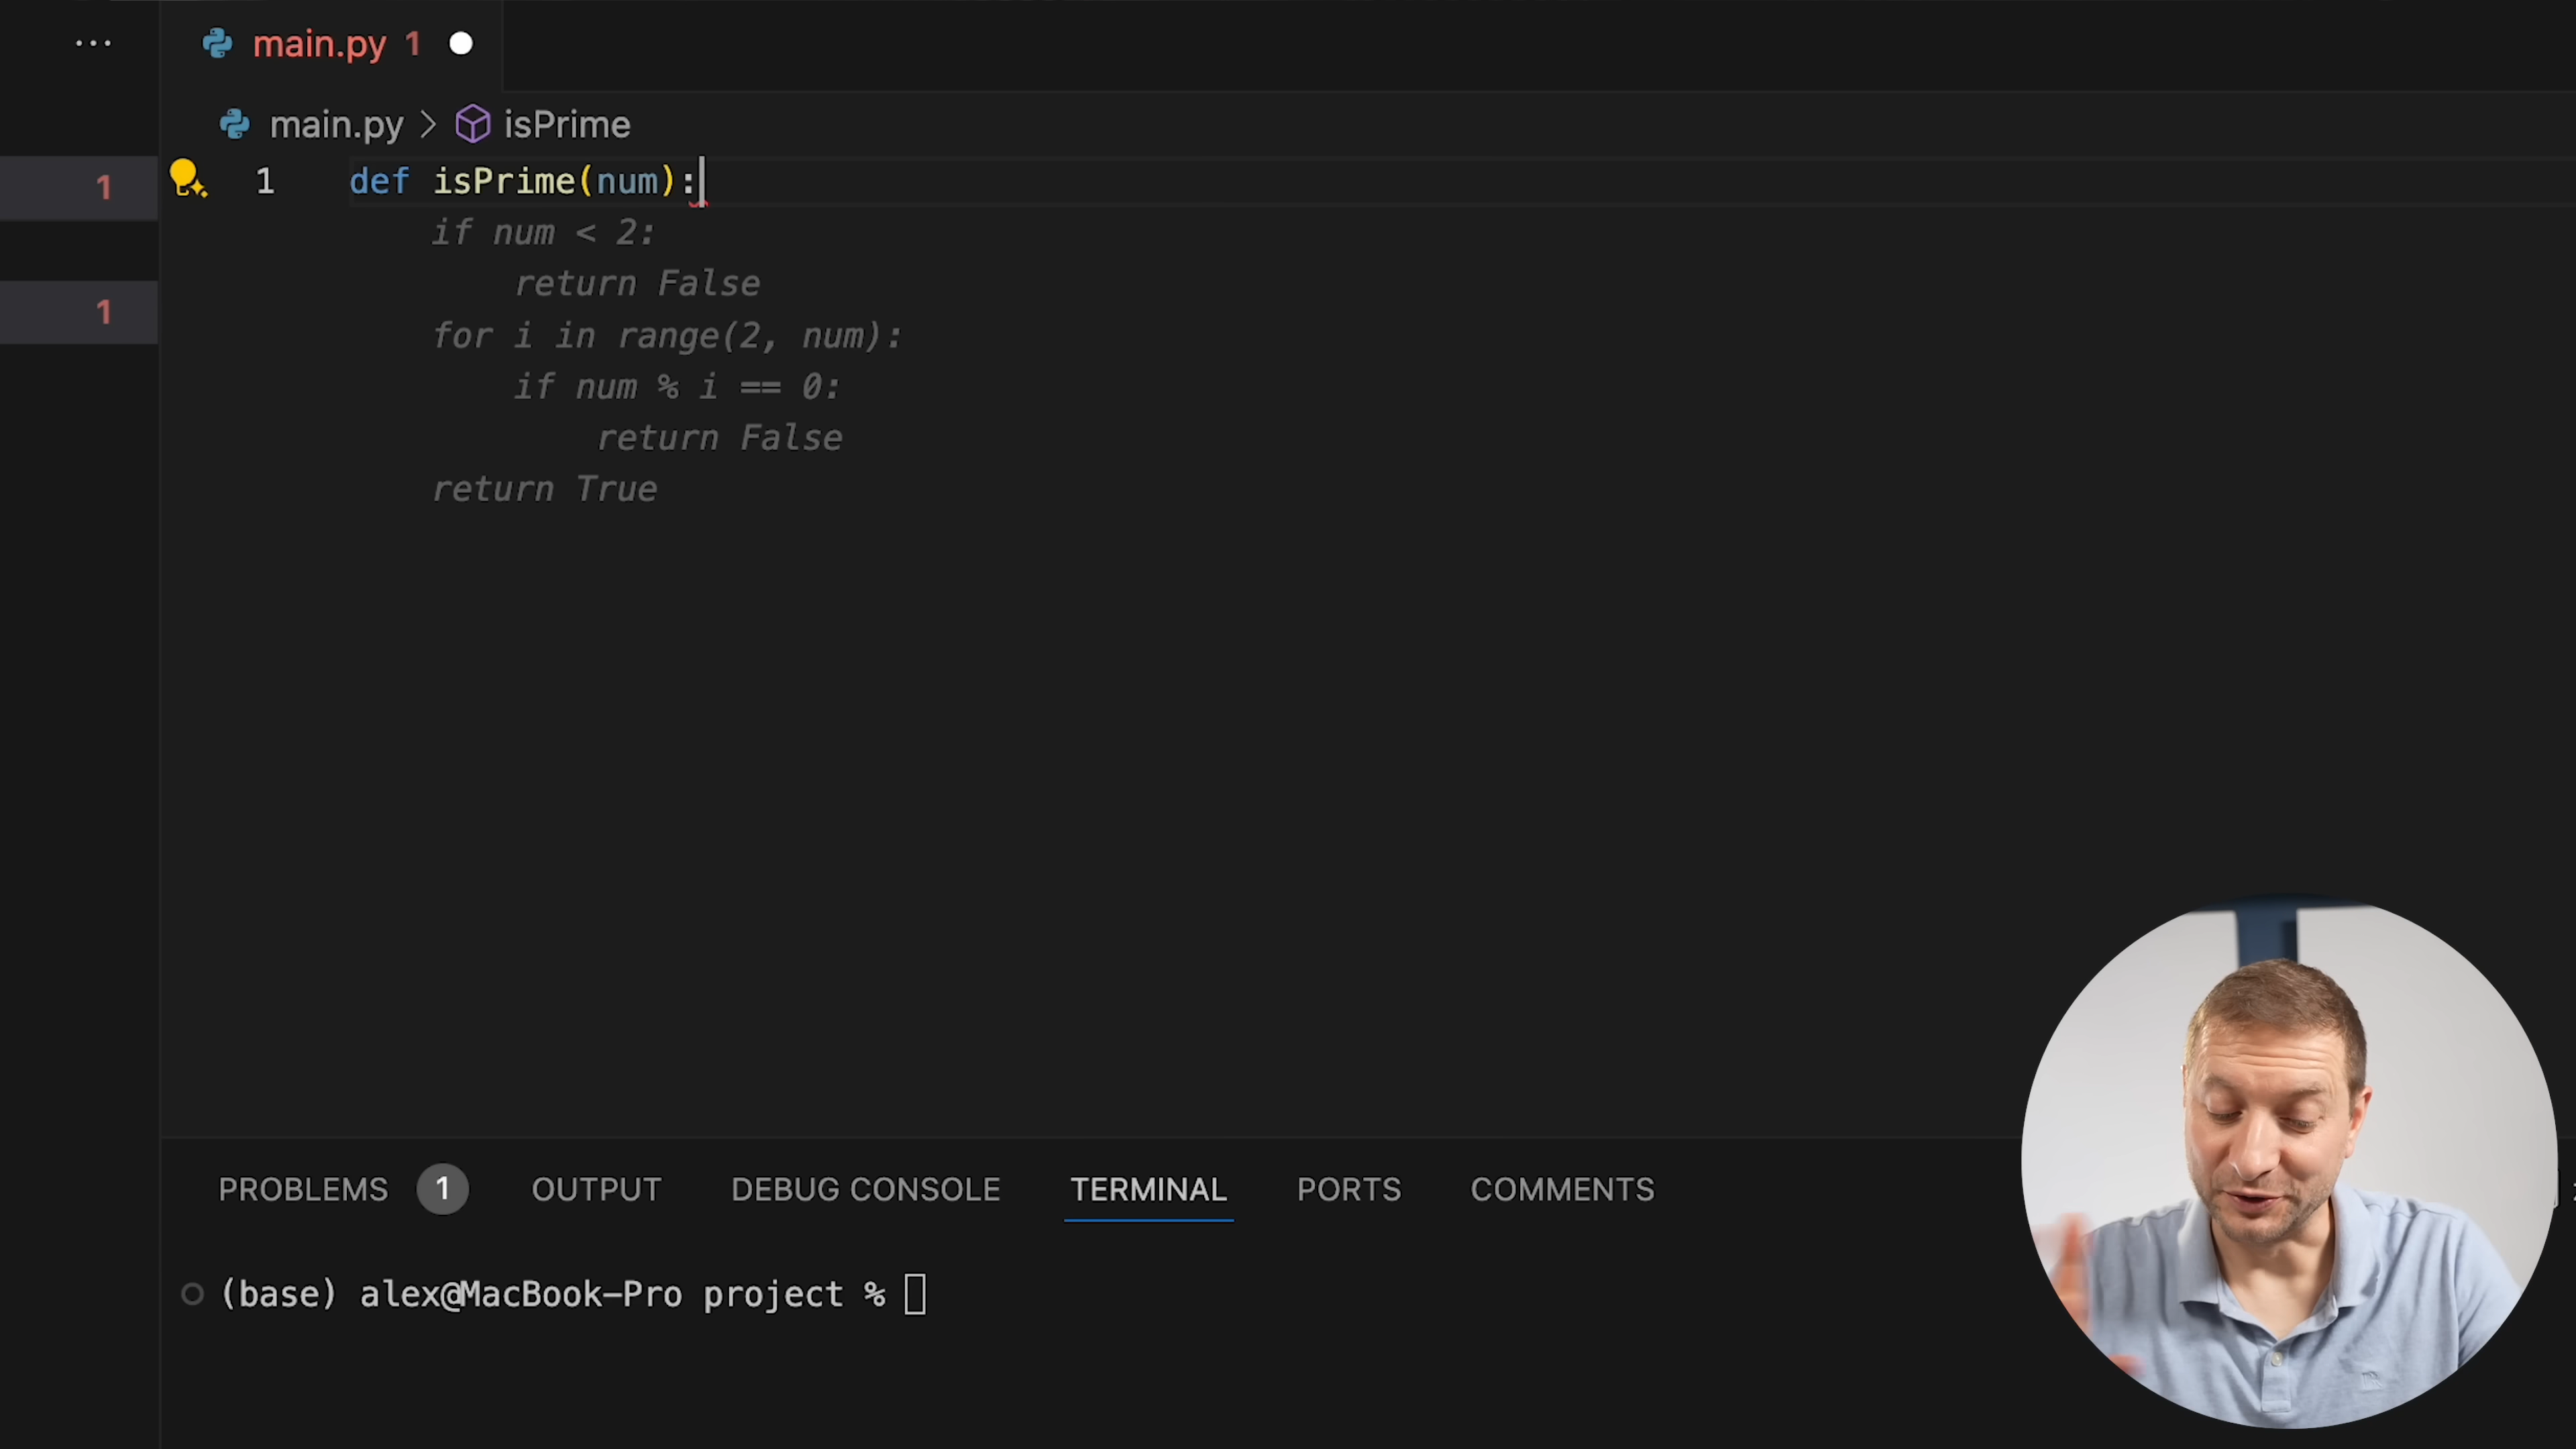 ... main.py 1
main.py > isPrime
1
1 def isPrime(num):
if num < 2:
return False
1
for i in range(2, num):
if num % i == 0:
return False
return True
PROBLEMS 1 OUTPUT DEBUG CONSOLE TERMINAL PORTS COMMENTS
(base) alex@MacBook-Pro project %